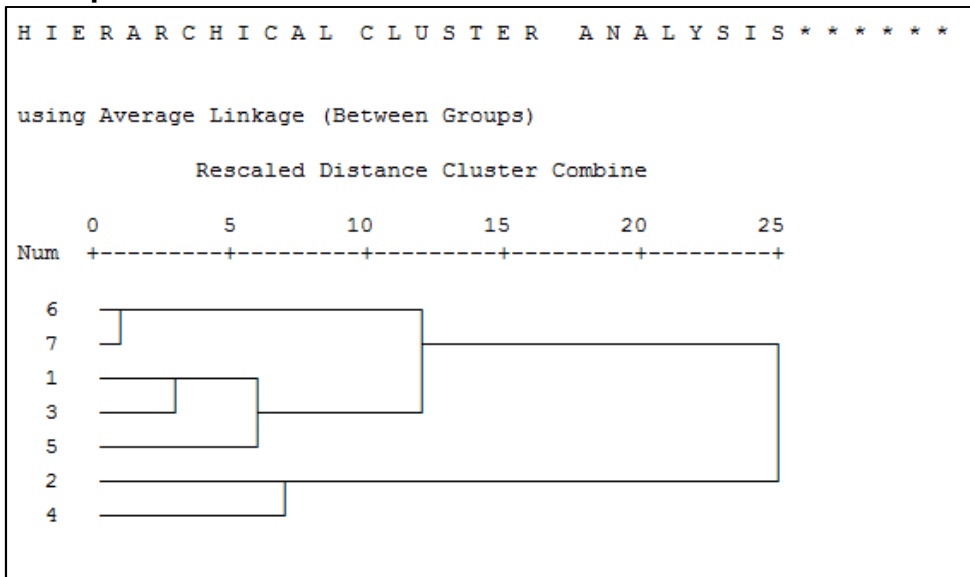 H I E R A R C H I C A L  C L U S T E R   A N A L Y S I S * * * * * *
using Average Linkage (Between Groups)
Rescaled Distance Cluster Combine
0         5         10        15        20        25
Num  +---------+---------+---------+---------+---------+
6
7
1
3
5
2
4